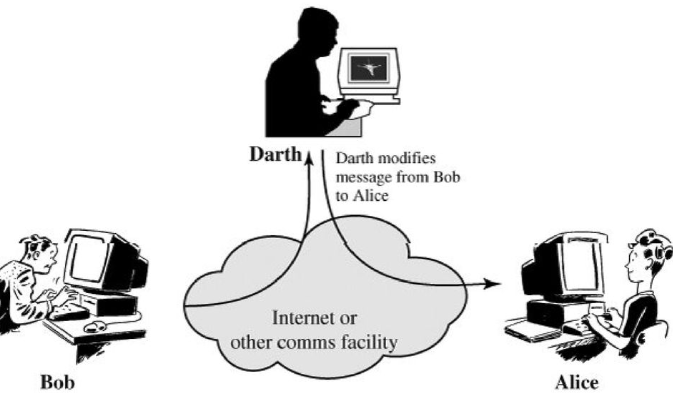 Darth
Darth modifies
message from Bob
to Alice
Internet or
other comms facility
Bob
Alice